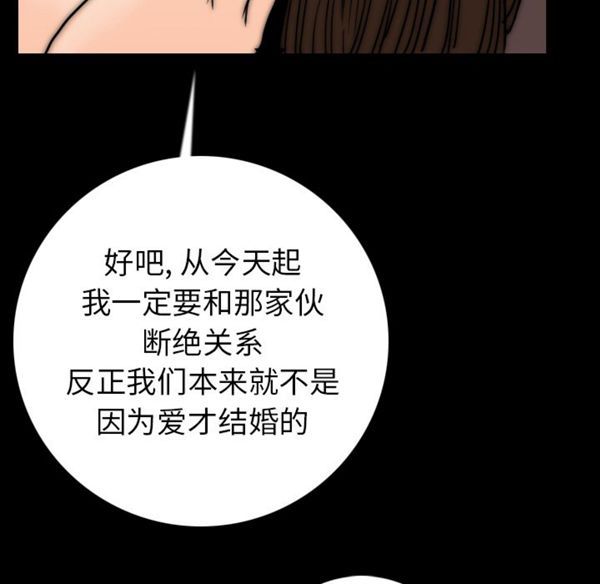 好吧, 从今天起
我一定要和那家伙
断绝关系
反正我们本来就不是
因为爱才结婚的